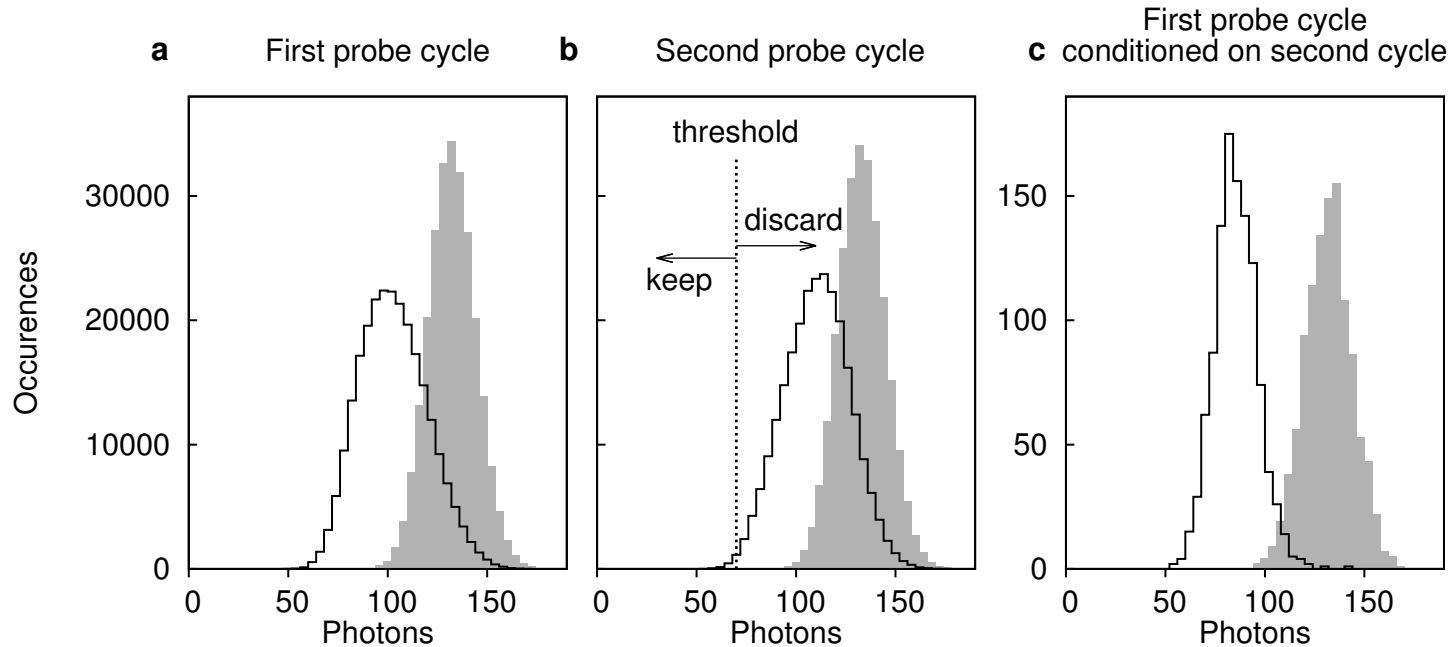 a First probe cycle
b Second probe cycle
First probe cycle
c conditioned on second cycle
Occurences
30000
20000
10000
0
0 50 100 150
Photons
threshold
discard
keep
0 50 100 150
Photons
150
100
50
0
0 50 100 150
Photons